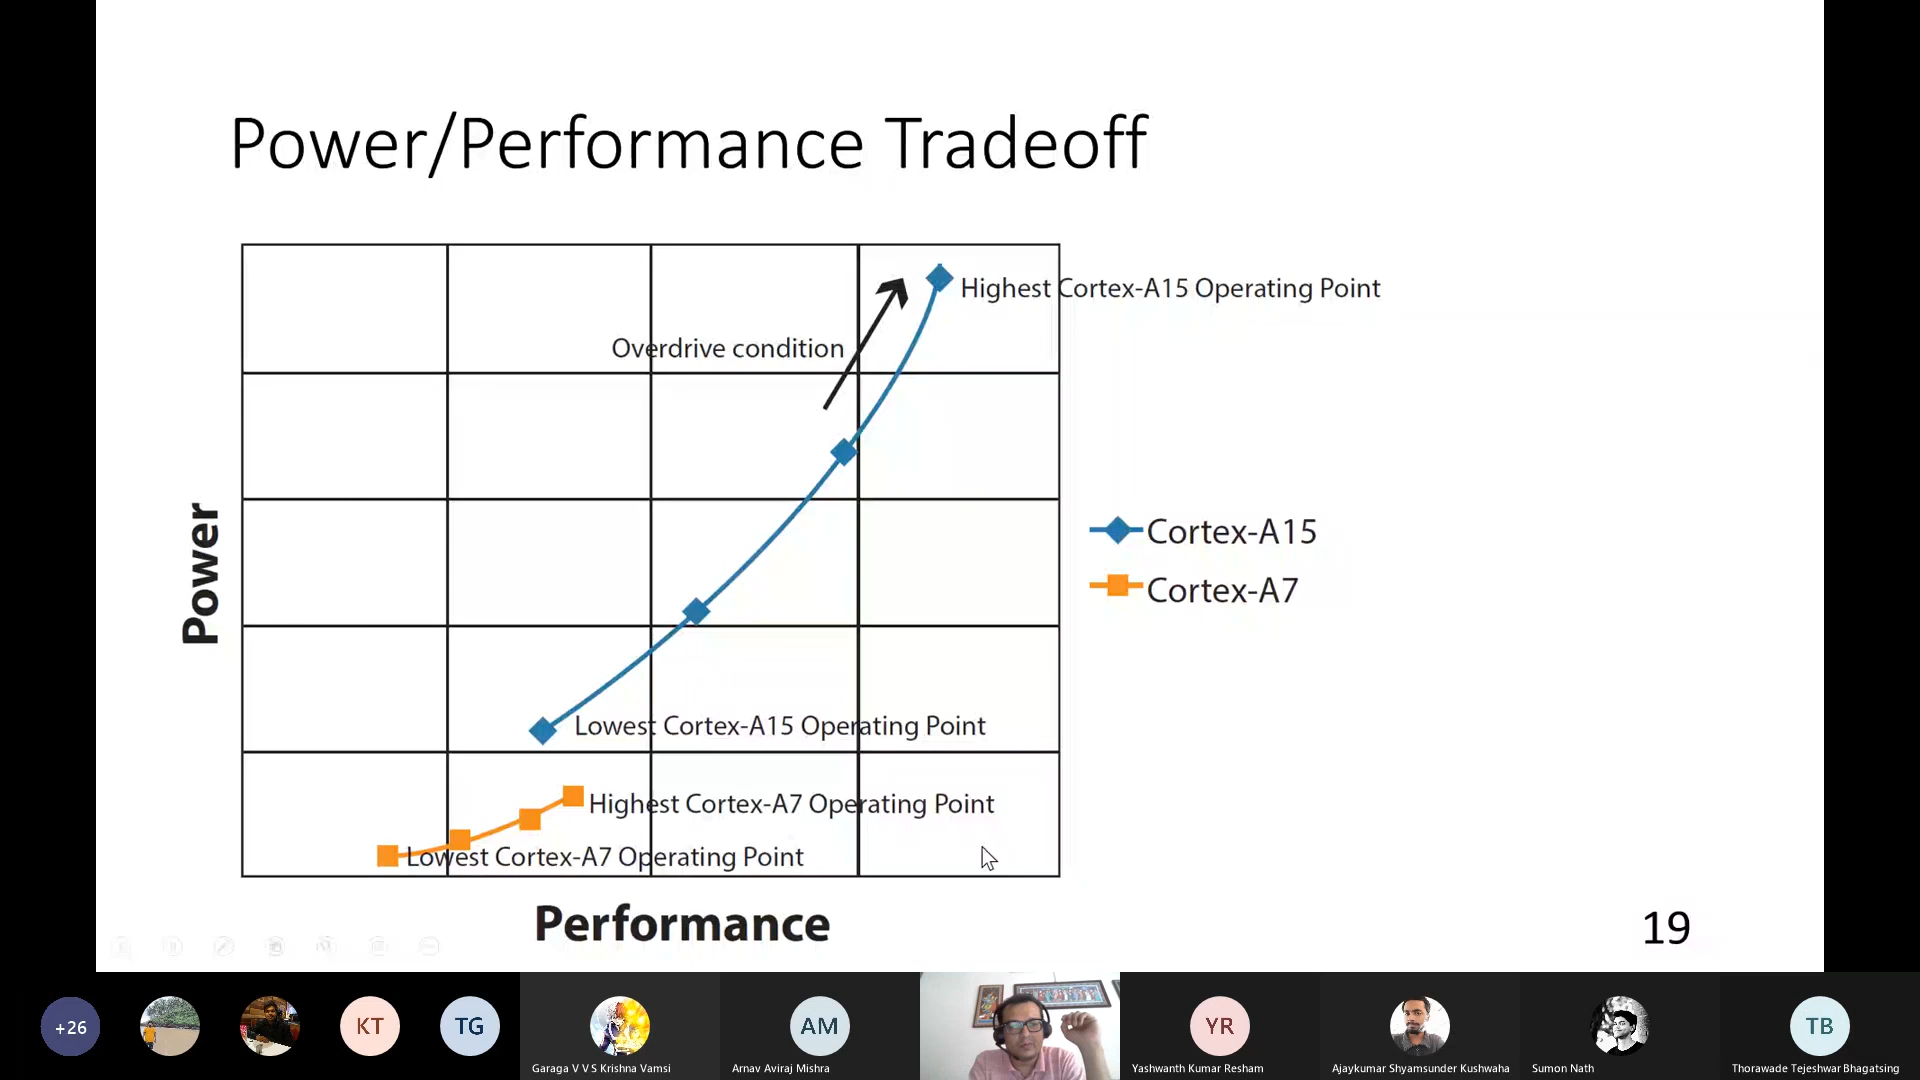 Power/Performance Tradeoff
Highest Cortex-A15 Operating Point
Overdrive condition
Power
Cortex-A15
Cortex-A7
Lowest Cortex-A15 Operating Point
Highest Cortex-A7 Operating Point
Lowest Cortex-A7 Operating Point
Performance
19
+26
KT
TG
AM
YR
TB
Garaga V V S Krishna Vamsi
Arnav Aviraj Mishra
Yashwanth Kumar Resham
Ajaykumar Shyamsunder Kushwaha
Sumon Nath
Thorawade Tejeshwar Bhagatsing